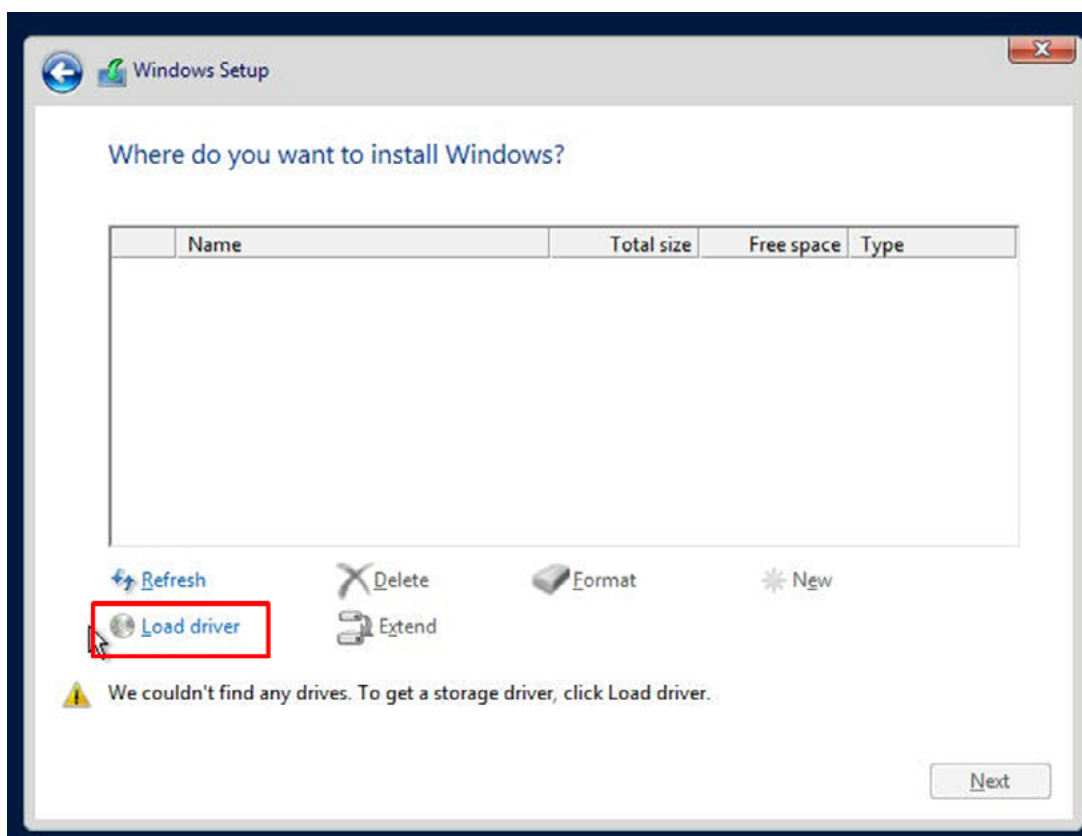 Windows Setup
Where do you want to install Windows?
Name Total size Free space Type
Refresh Delete Format New
Load driver Extend
We couldn't find any drives. To get a storage driver, click Load driver.
Next